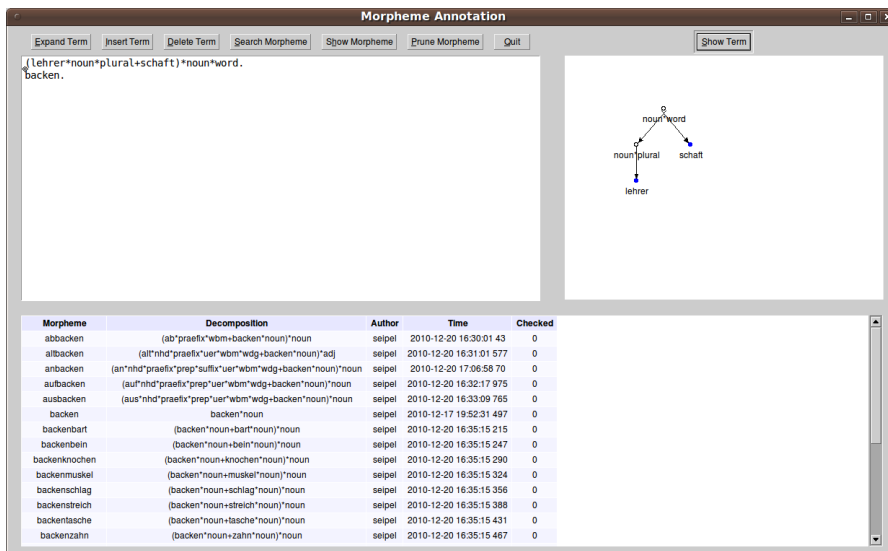 Morpheme Annotation
Expand Term Insert Term Delete Term Search Morpheme Show Morpheme Prune Morpheme Quit Show Term
(lehrer*noun*plural+schaft)*noun*word.
backen.
noun*word
noun*plural schaft
lehrer
Morpheme Decomposition Author Time Checked
abbacken (ab*praefix*wbm+backen*noun)*noun seipel 2010-12-20 16:30:01 43 0
altbacken (alt*nhd*praefix*uer*wbm*wdg+backen*noun)*adj seipel 2010-12-20 16:31:01 577 0
anbacken (an*nhd*praefix*prep*suffix*uer*wbm*wdg+backen*noun)*noun seipel 2010-12-20 17:06:58 70 0
aufbacken (auf*nhd*praefix*prep*uer*wbm*wdg+backen*noun)*noun seipel 2010-12-20 16:32:17 975 0
ausbacken (aus*nhd*praefix*prep*uer*wbm*wdg+backen*noun)*noun seipel 2010-12-20 16:33:09 765 0
backen backen*noun seipel 2010-12-17 19:52:31 497 0
backenbart (backen*noun+bart*noun)*noun seipel 2010-12-20 16:35:15 215 0
backenbein (backen*noun+bein*noun)*noun seipel 2010-12-20 16:35:15 247 0
backenknochen (backen*noun+knochen*noun)*noun seipel 2010-12-20 16:35:15 290 0
backenmuskel (backen*noun+muskel*noun)*noun seipel 2010-12-20 16:35:15 324 0
backenschlag (backen*noun+schlag*noun)*noun seipel 2010-12-20 16:35:15 356 0
backenstreich (backen*noun+streich*noun)*noun seipel 2010-12-20 16:35:15 388 0
backentasche (backen*noun+tasche*noun)*noun seipel 2010-12-20 16:35:15 431 0
backenzahn (backen*noun+zahn*noun)*noun seipel 2010-12-20 16:35:15 467 0